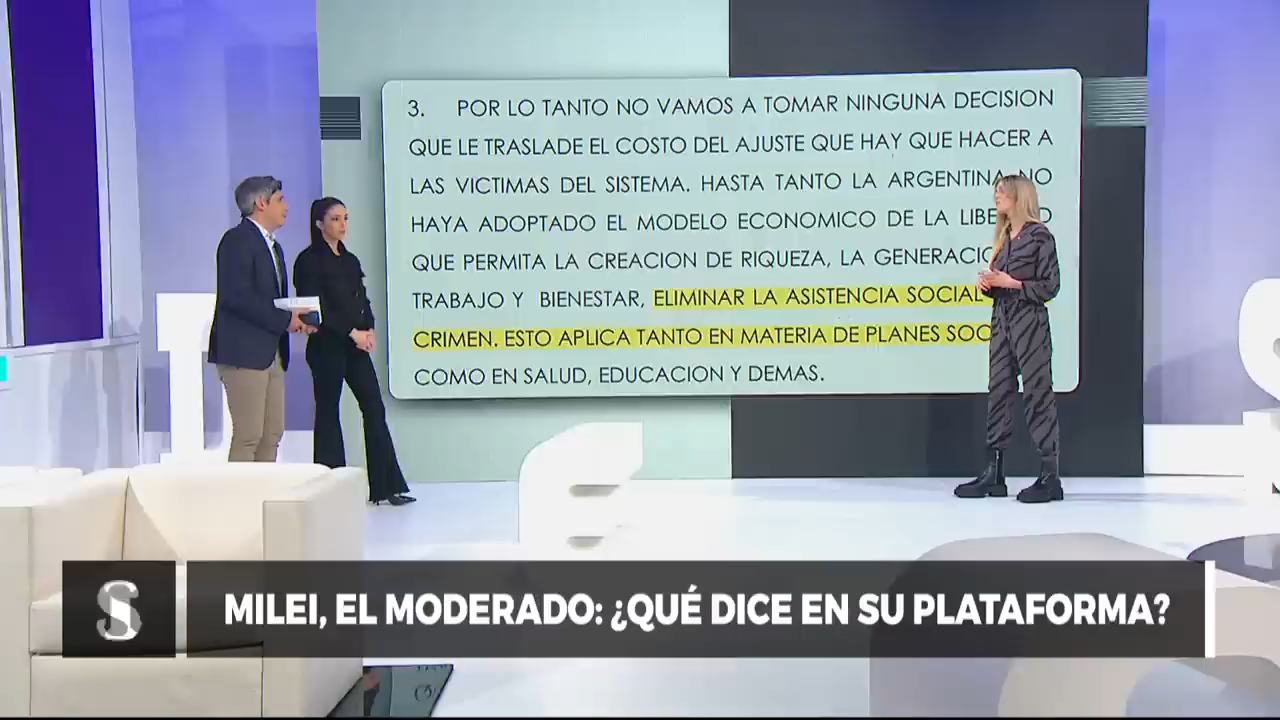 3. POR LO TANTO NO VAMOS A TOMAR NINGUNA DECISION
QUE LE TRASLADE EL COSTO DEL AJUSTE QUE HAY QUE HACER A
LAS VICTIMAS DEL SISTEMA. HASTA TANTO LA ARGENTINA NO
HAYA ADOPTADO EL MODELO ECONOMICO DE LA
QUE PERMITA LA CREACION DE RIQUEZA, LA
TRABAJO Y BIENESTAR, ELIMINAR LA ASISTENCIA SOCIAL
CRIMEN. ESTO APLICA TANTO EN MATERIA DE PLANES
COMO EN SALUD, EDUCACION Y DEMAS.
S
MILEI, EL MODERADO: ¿QUÉ DICE EN SU PLATAFORMA?